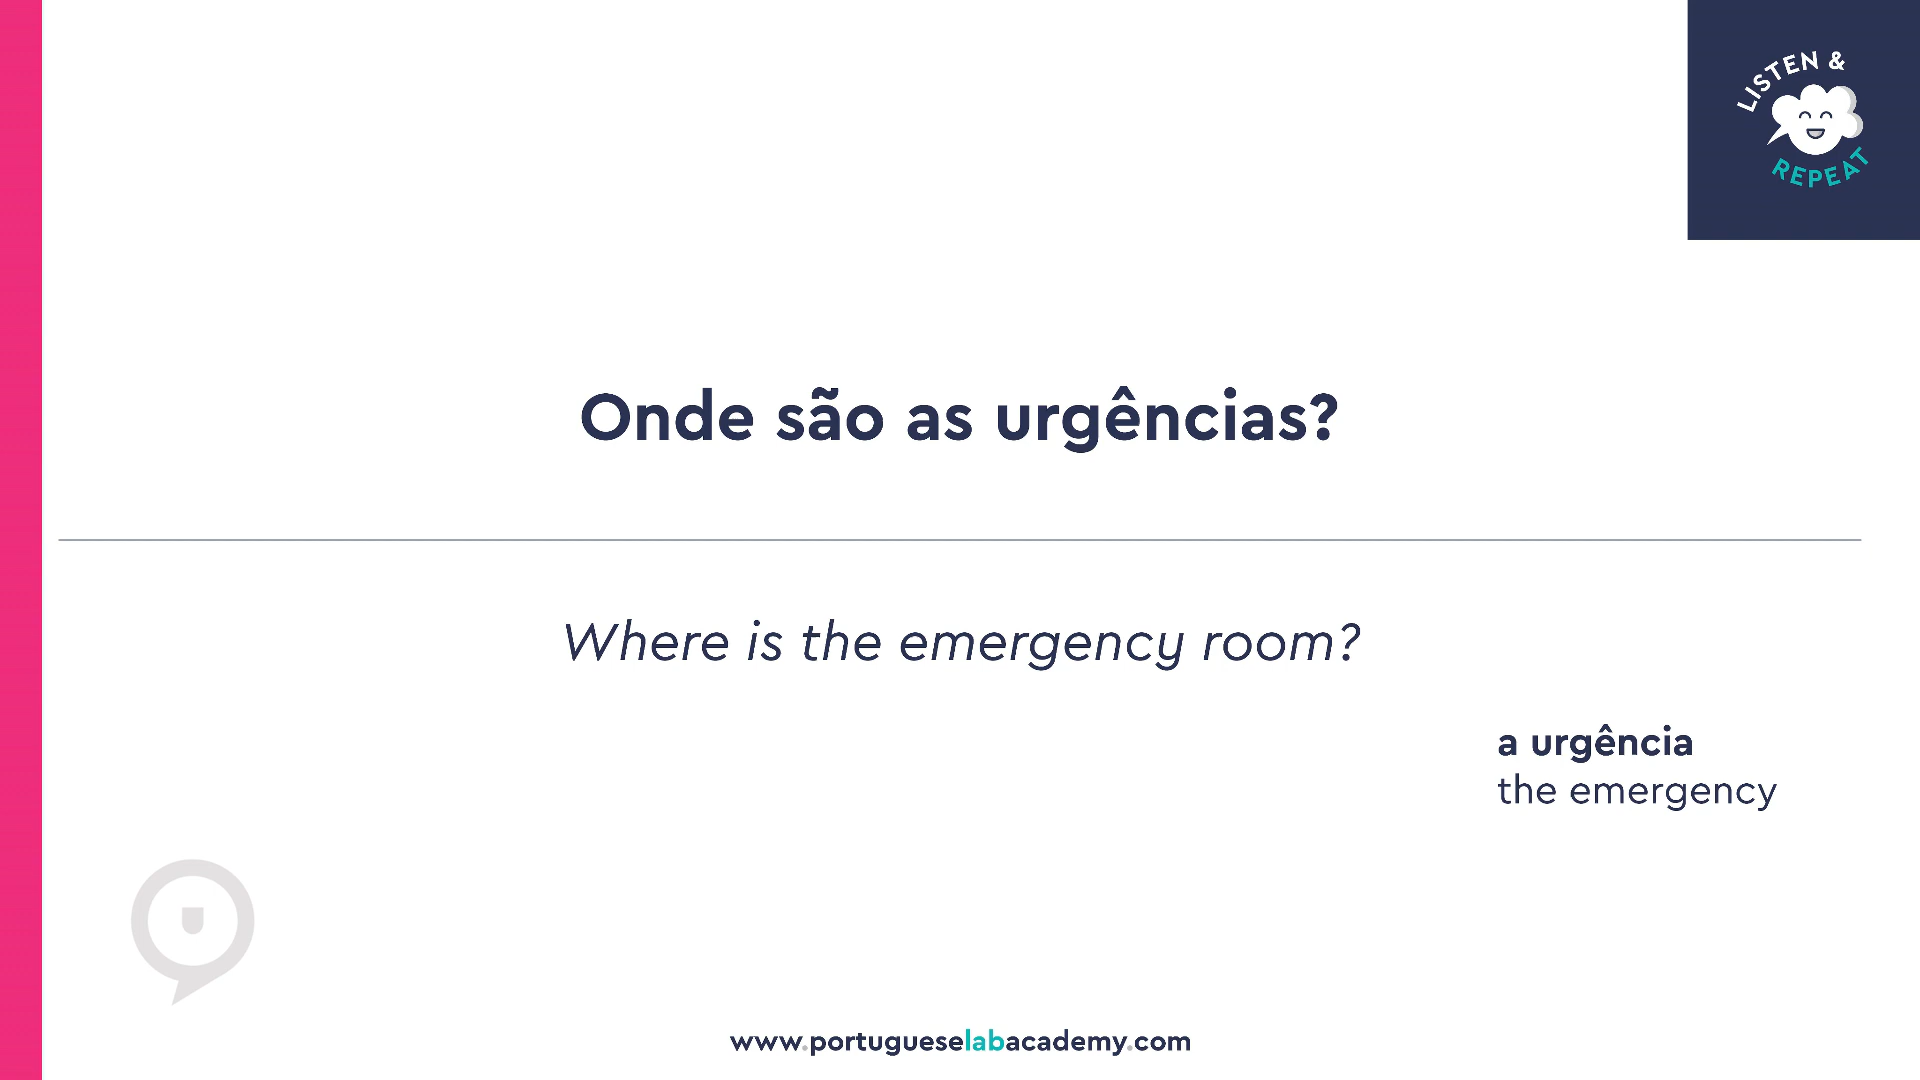 LISTEN &
REPEAT
Onde são as urgências?
Where is the emergency room?
a urgência
the emergency
www.portugueselabacademy.com